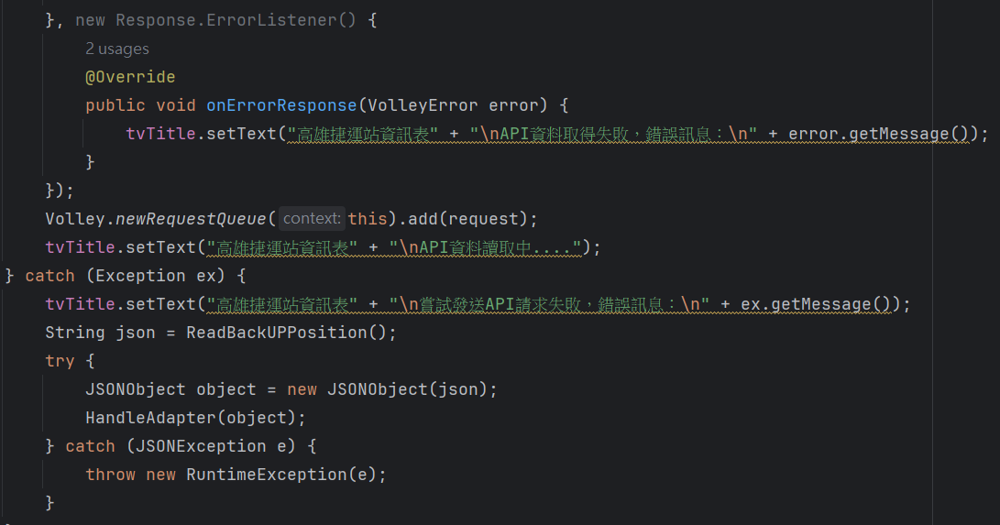 }, new Response.ErrorListener() {
2 usages
@Override
public void onErrorResponse(VolleyError error) {
tvTitle.setText("高雄捷運站資訊表" + "\nAPI資料取得失敗，錯誤訊息：\n" + error.getMessage());
}
});
Volley.newRequestQueue( context: this).add(request);
tvTitle.setText("高雄捷運站資訊表" + "\nAPI資料讀取中....");
} catch (Exception ex) {
tvTitle.setText("高雄捷運站資訊表" + "\n嘗試發送API請求失敗，錯誤訊息：\n" + ex.getMessage());
String json = ReadBackUPPosition();
try {
JSONObject object = new JSONObject(json);
HandleAdapter(object);
} catch (JSONException e) {
throw new RuntimeException(e);
}